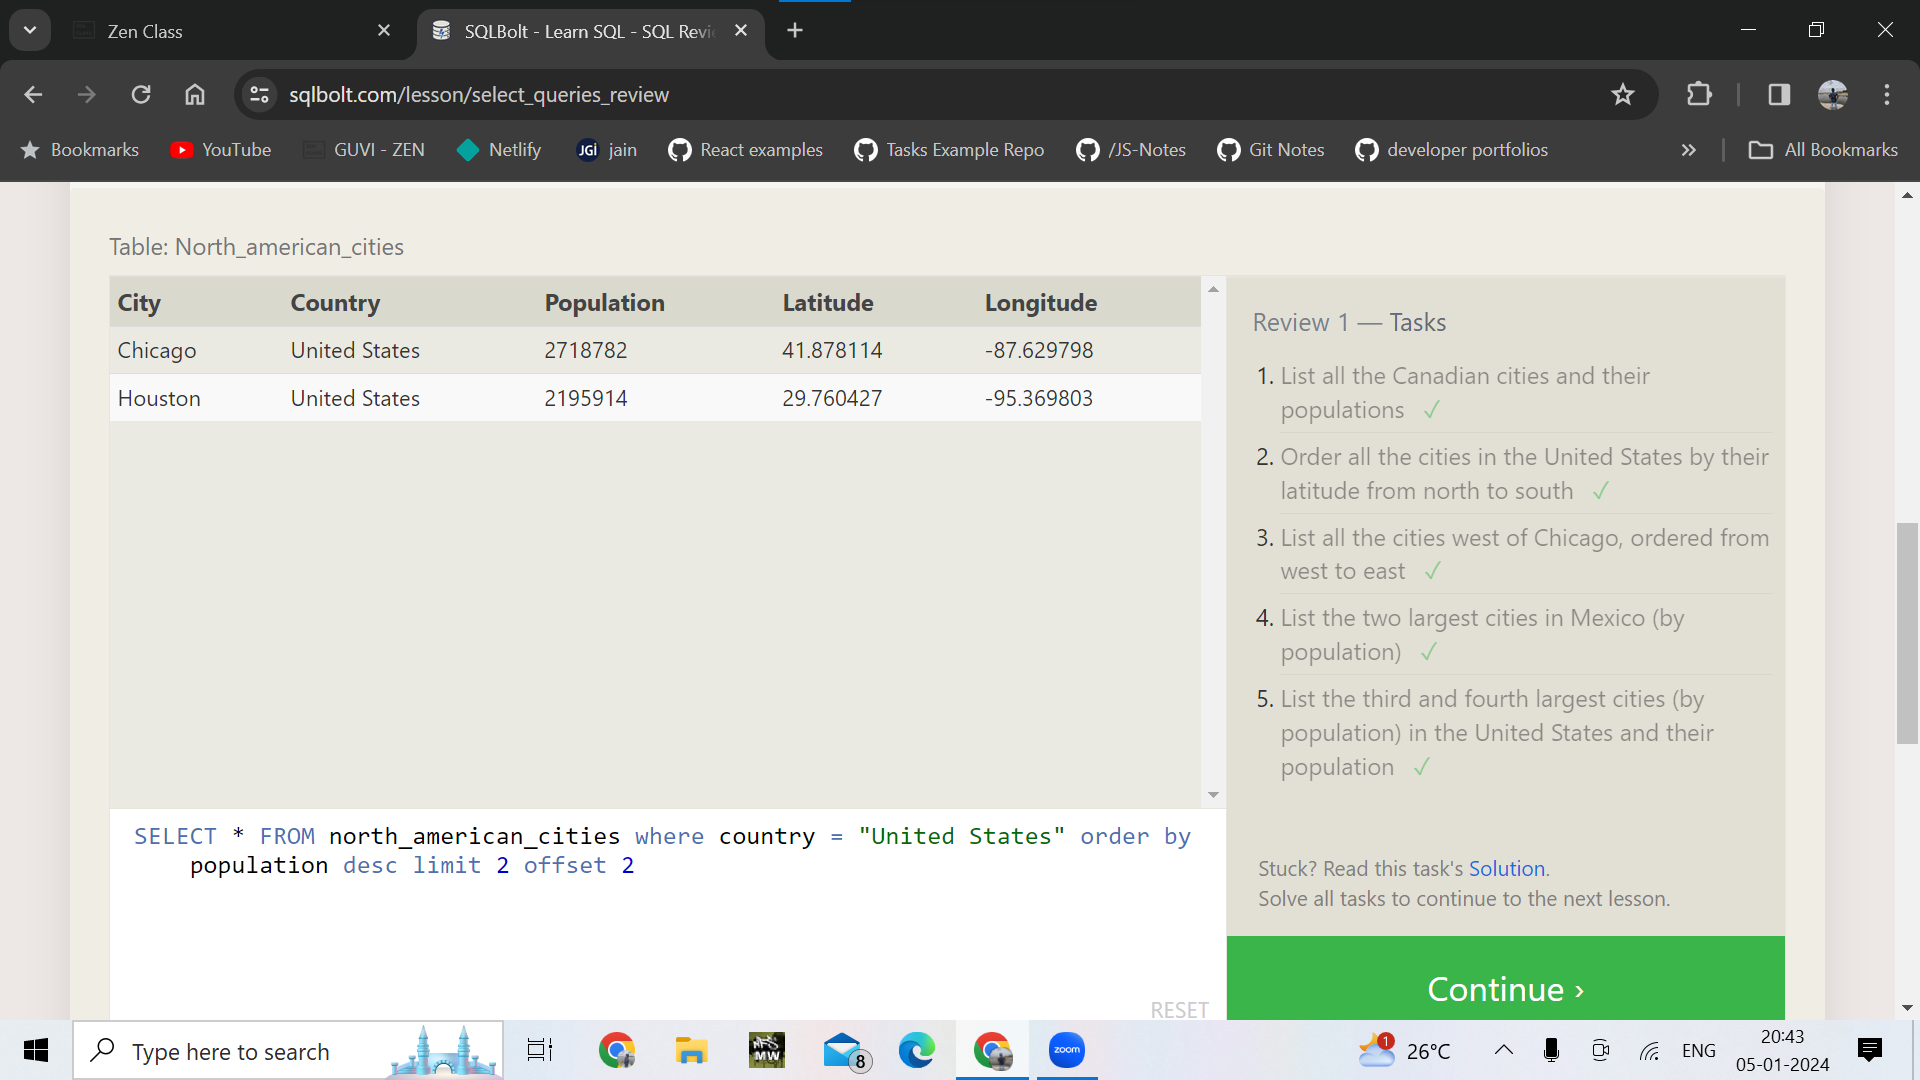 Zen Class
SQLBolt - Learn SQL - SQL Revi
sqlbolt.com/lesson/select_queries_review
Bookmarks YouTube GUVI - ZEN Netlify JGi jain React examples Tasks Example Repo /JS-Notes Git Notes developer portfolios » All Bookmarks
Table: North_american_cities
City Country Population Latitude Longitude
Chicago United States 2718782 41.878114 -87.629798
Houston United States 2195914 29.760427 -95.369803
Review 1 — Tasks
1. List all the Canadian cities and their
populations ✓
2. Order all the cities in the United States by their
latitude from north to south ✓
3. List all the cities west of Chicago, ordered from
west to east ✓
4. List the two largest cities in Mexico (by
population) ✓
5. List the third and fourth largest cities (by
population) in the United States and their
population ✓
SELECT * FROM north_american_cities where country = "United States" order by
population desc limit 2 offset 2
RESET
Stuck? Read this task's Solution.
Solve all tasks to continue to the next lesson.
Continue ›
Type here to search
MW
8
zoom
1
26°C
ENG
20:43
05-01-2024